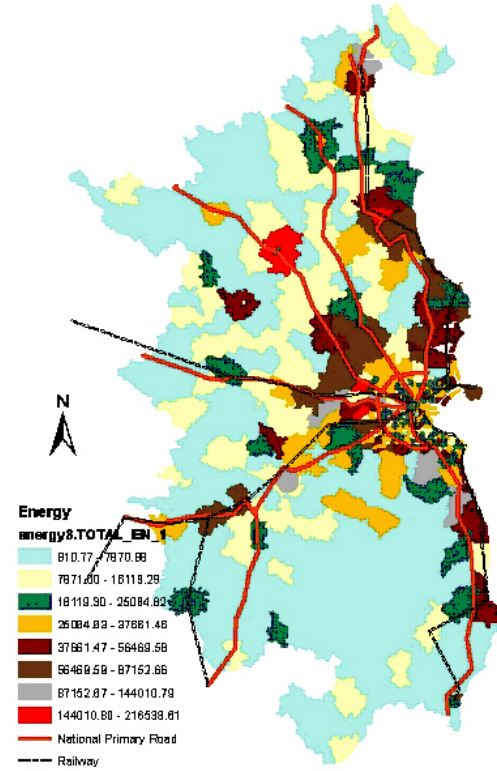 N
Energy
energy8.TOTAL_EN_1
810.77 - 7870.88
7871.00 - 16119.29
16119.30 - 25084.82
25084.83 - 37661.46
37661.47 - 56469.58
56469.59 - 87152.66
87152.67 - 144010.79
144010.80 - 216538.61
National Primary Road
Railway